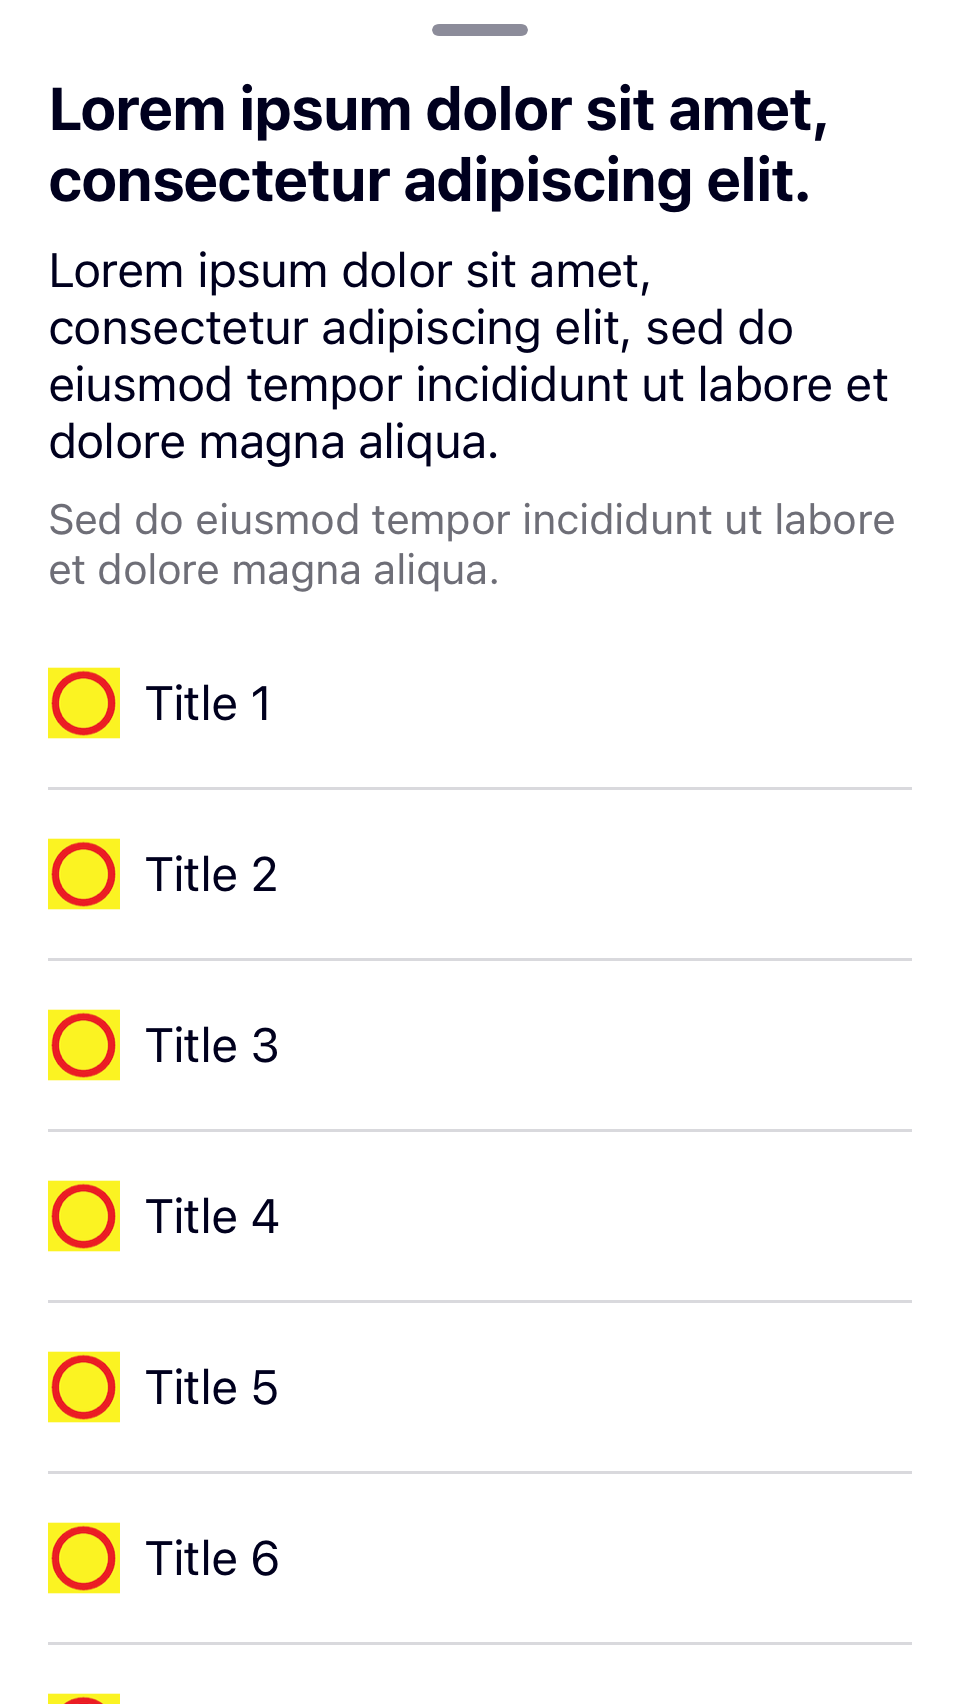 Lorem ipsum dolor sit amet,
consectetur adipiscing elit.
Lorem ipsum dolor sit amet,
consectetur adipiscing elit, sed do
eiusmod tempor incididunt ut labore et
dolore magna aliqua.
Sed do eiusmod tempor incididunt ut labore
et dolore magna aliqua.
Title 1
Title 2
Title 3
Title 4
Title 5
Title 6